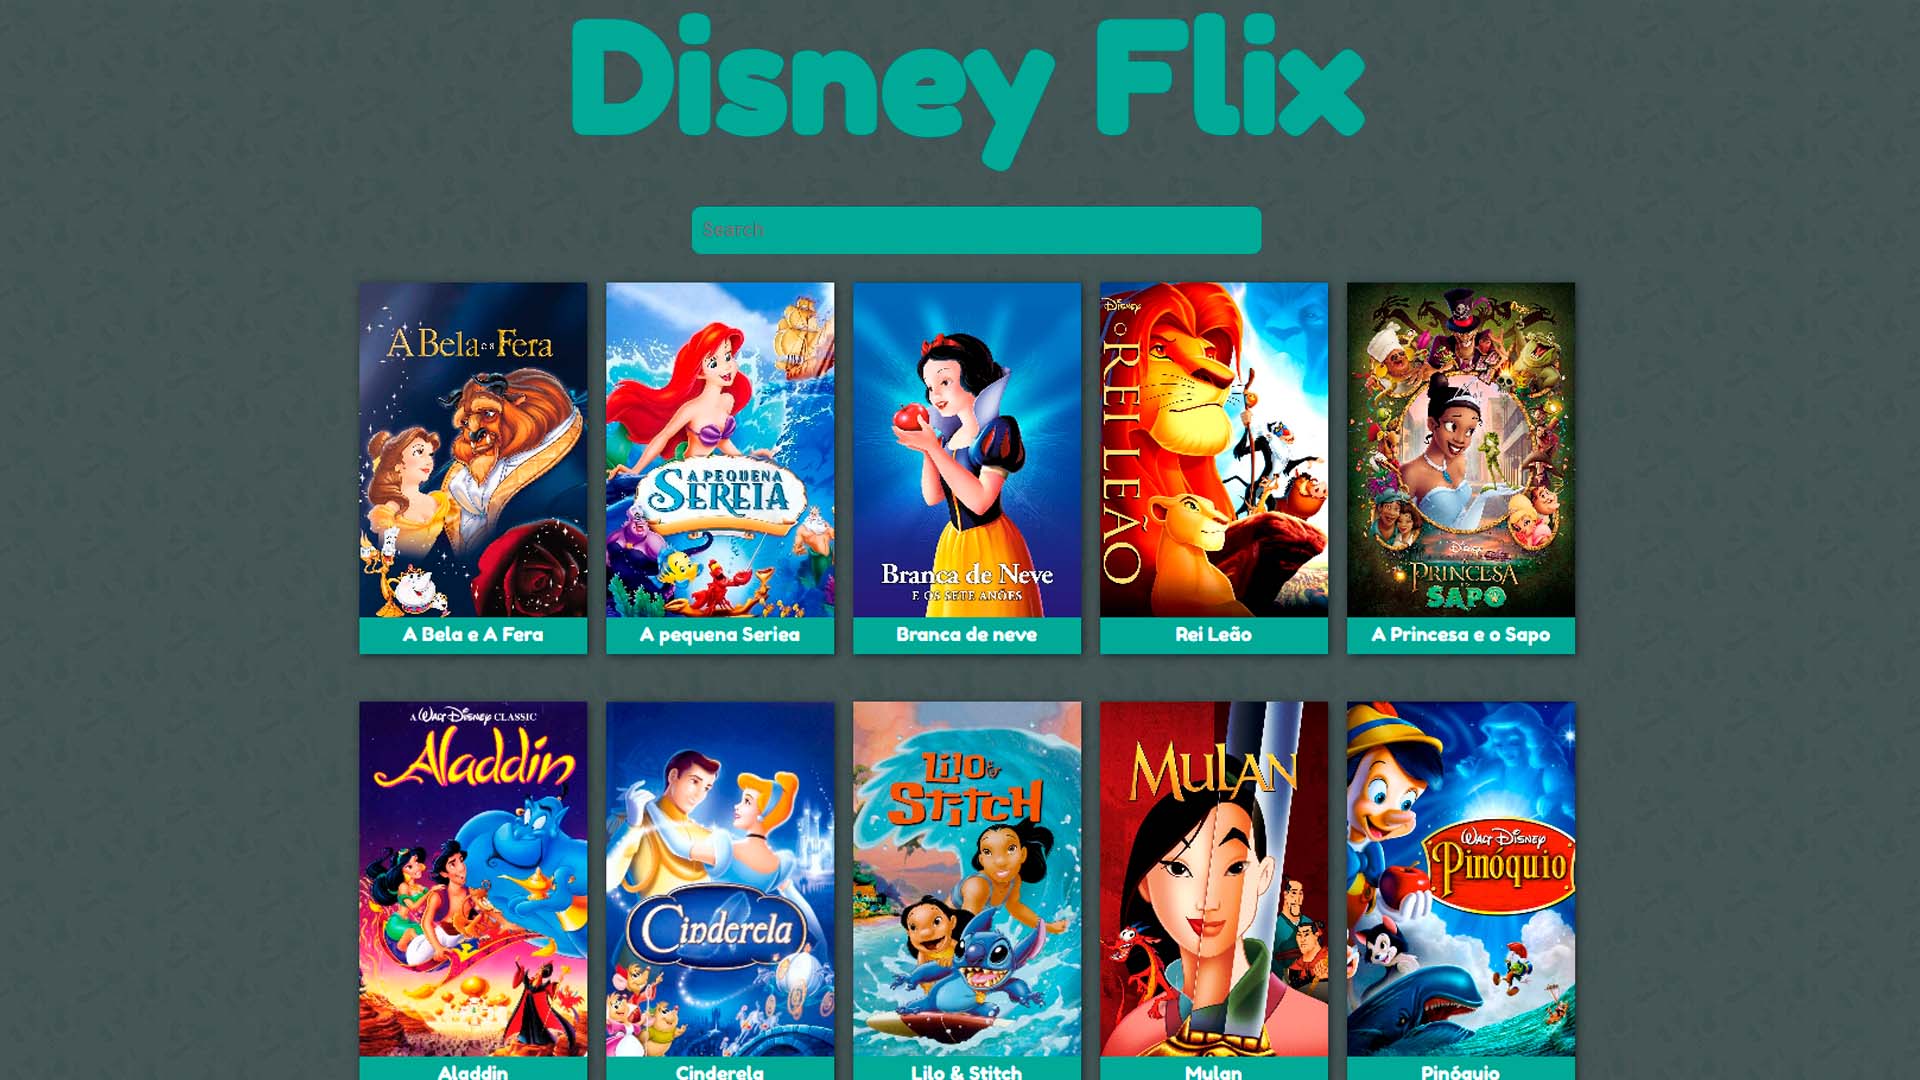 Disney Flix
Search
A Bela e a Fera
A PEQUENA
SEREIA
Branca de Neve
E OS SETE ANÕES
Disney
O REI LEÃO
Disney
PRINCESA
SAPO
A Bela e A Fera
A pequena Seriea
Branca de neve
Rei Leão
A Princesa e o Sapo
A WALT DISNEY CLASSIC
Aladdin
Cinderela
Lilo &
Stitch
MULAN
WALT DISNEY
Pinóquio
Aladdin
Cinderela
Lilo & Stitch
Mulan
Pinóquio